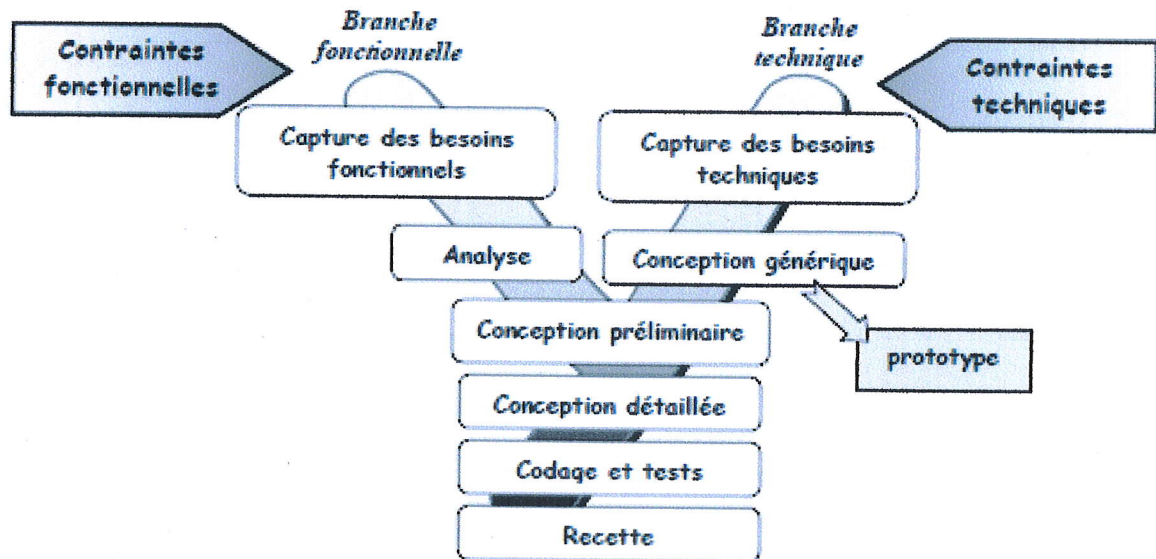 Branche
fonctionnelle
Branche
technique
Contraintes
fonctionnelles
Contraintes
techniques
Capture des besoins
fonctionnels
Capture des besoins
techniques
Analyse
Conception générique
Conception préliminaire
prototype
Conception détaillée
Codage et tests
Recette